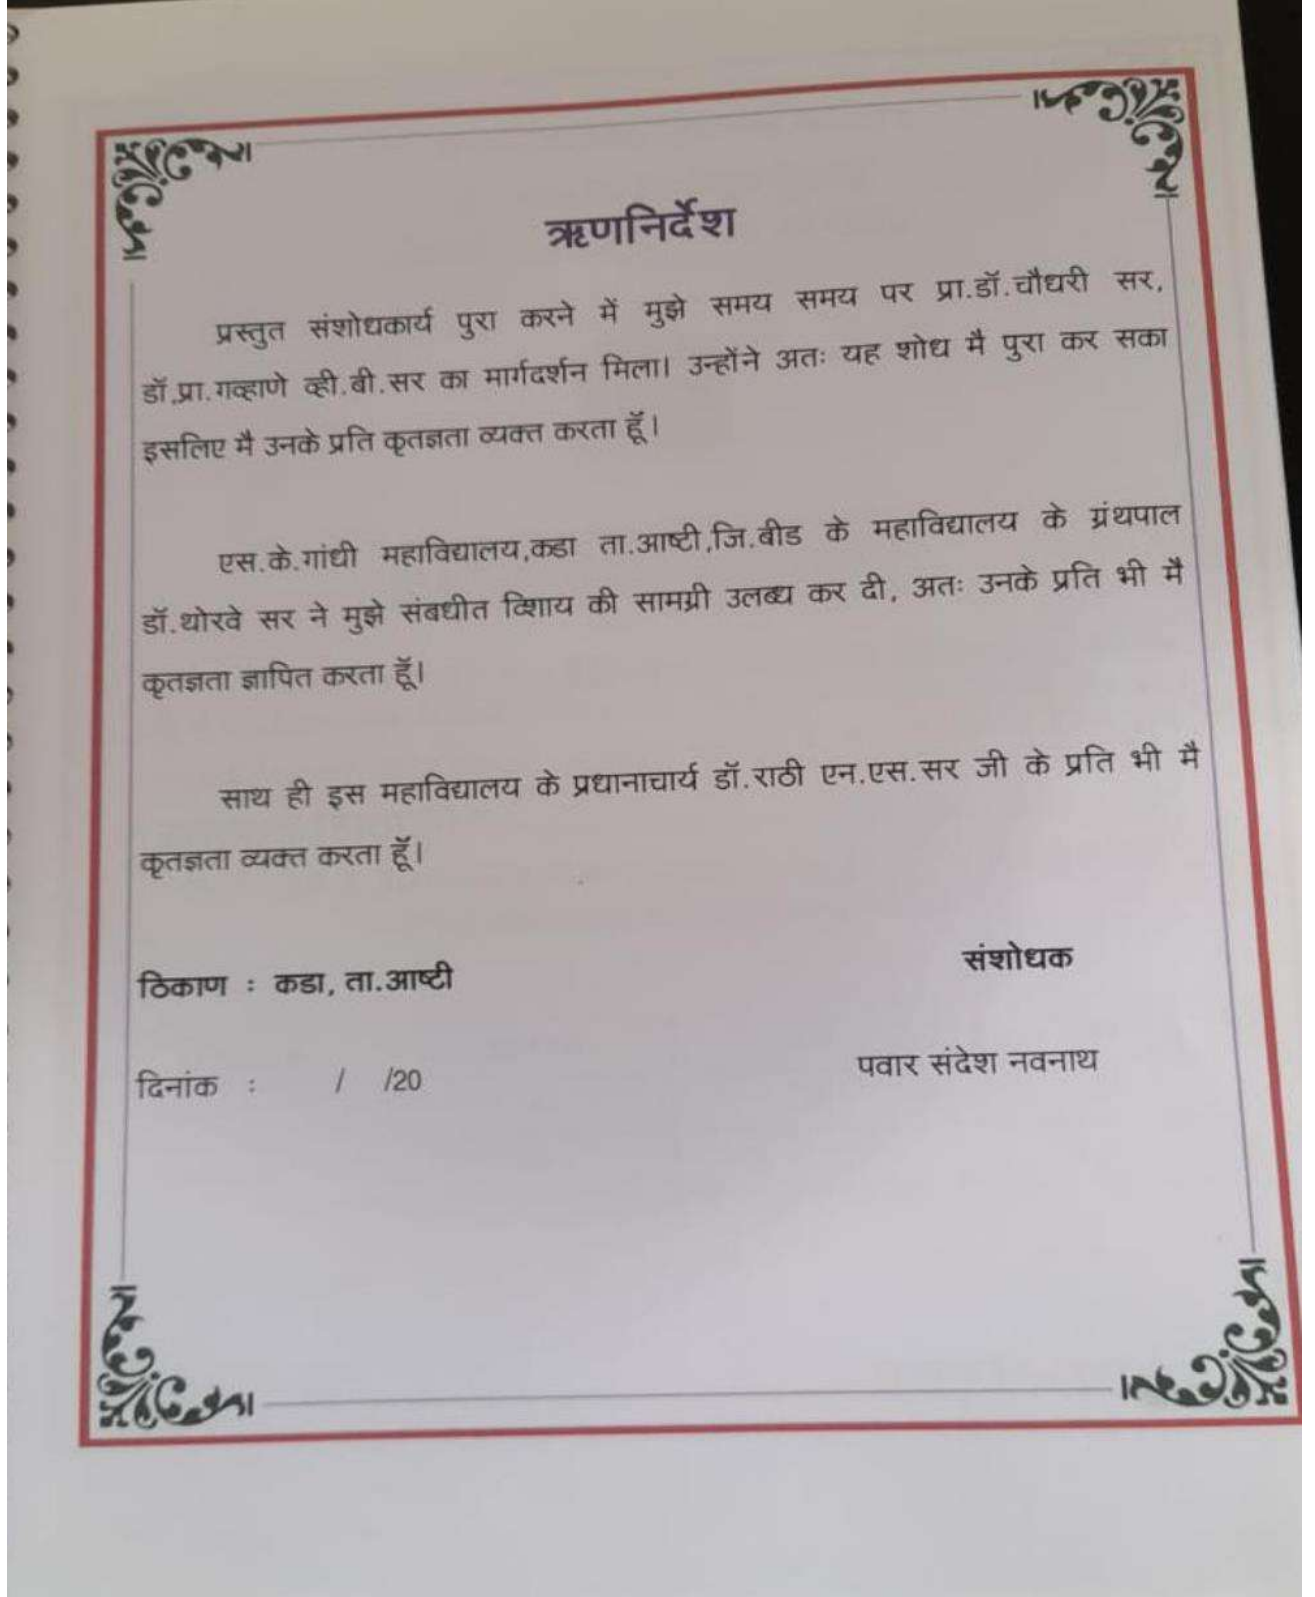 ऋणनिर्देश
प्रस्तुत संशोधकार्य पुरा करने में मुझे समय समय पर प्रा.डॉ.चौधरी सर,
डॉ.प्रा.गव्हाणे व्ही.बी.सर का मार्गदर्शन मिला। उन्होंने अतः यह शोध मै पुरा कर सका
इसलिए मै उनके प्रति कृतज्ञता व्यक्त करता हूँ।
एस.के.गांधी महाविद्यालय,कडा ता.आष्टी,जि.बीड के महाविद्यालय के ग्रंथपाल
डॉ.थोरवे सर ने मुझे संबधीत विशाय की सामग्री उलब्ध कर दी, अतः उनके प्रति भी मै
कृतज्ञता ज्ञापित करता हूँ।
साथ ही इस महाविद्यालय के प्रधानाचार्य डॉ.राठी एन.एस.सर जी के प्रति भी मै
कृतज्ञता व्यक्त करता हूँ।
संशोधक
ठिकाण : कडा, ता.आष्टी
पवार संदेश नवनाथ
दिनांक : / /20